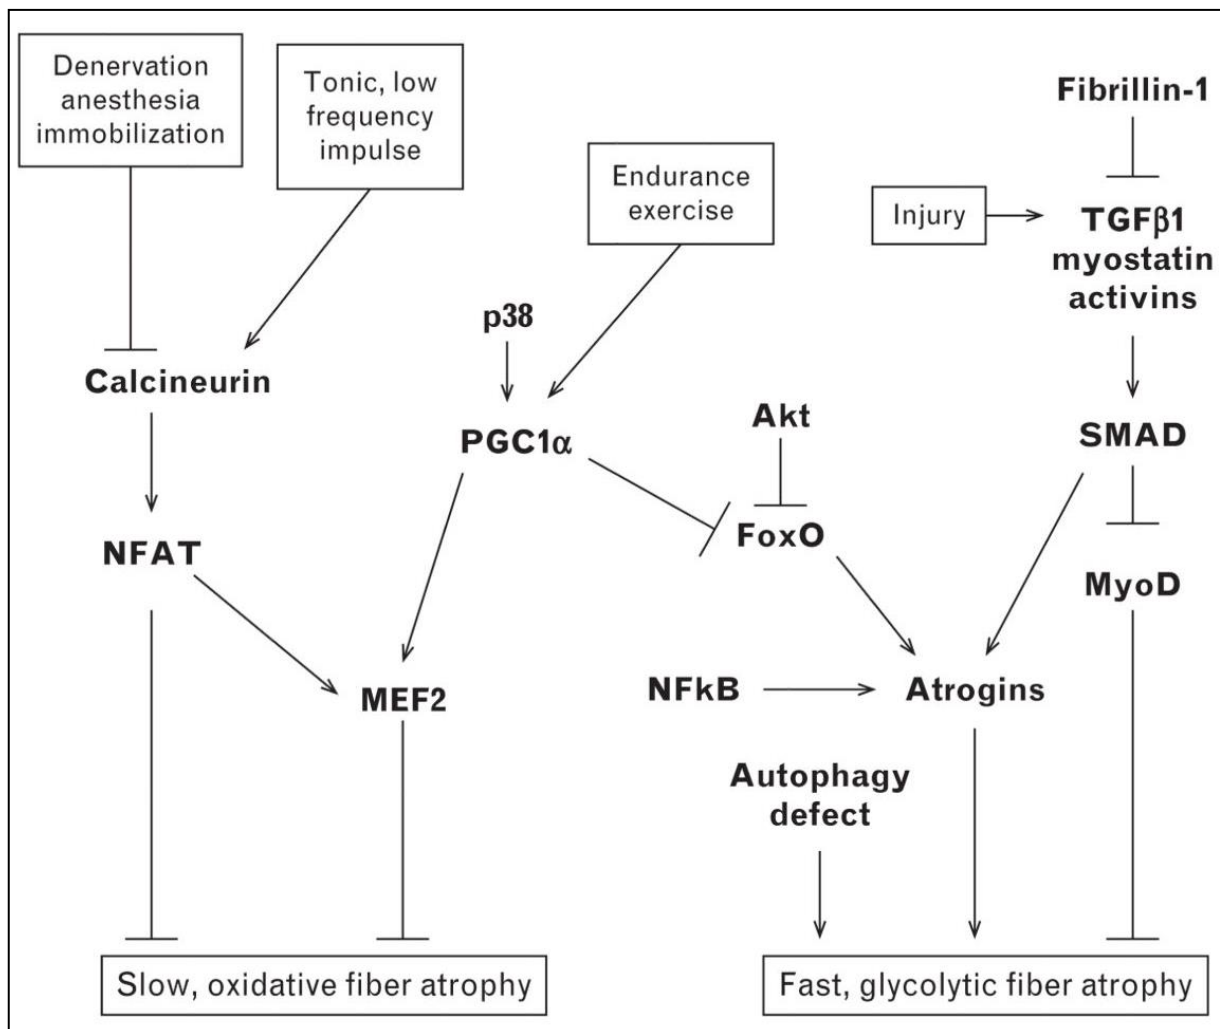 Denervation
anesthesia
immobilization
Tonic, low
frequency
impulse
Endurance
exercise
Fibrillin-1
Injury
TGFβ1
myostatin
activins
p38
Calcineurin
PGC1α
Akt
SMAD
NFAT
FoxO
MyoD
MEF2
NFkB
Atrogins
Autophagy
defect
Slow, oxidative fiber atrophy
Fast, glycolytic fiber atrophy